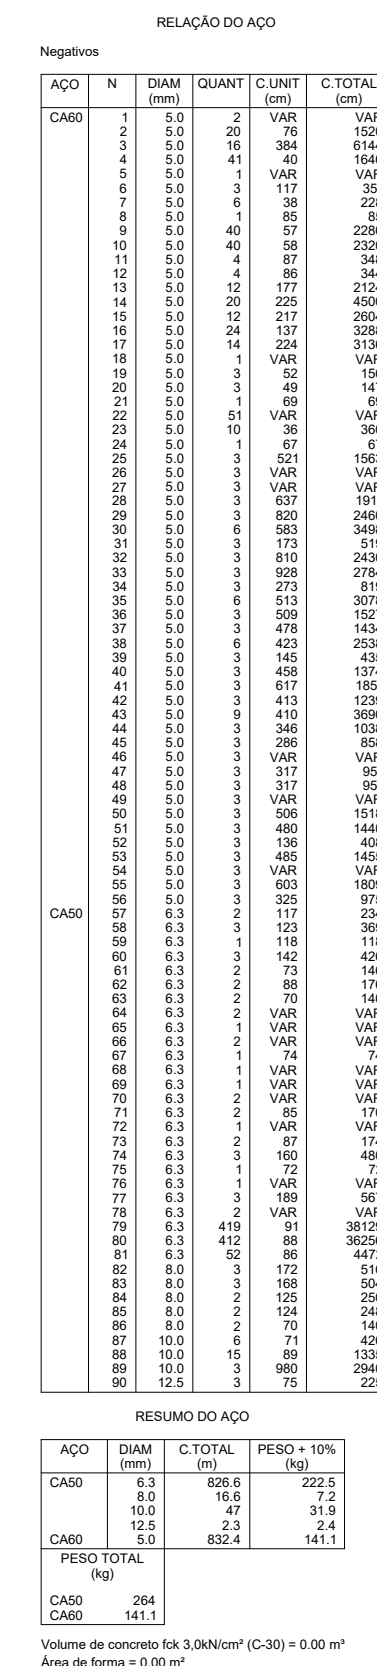 RELAÇÃO DO AÇO
Negativos
AÇO N DIAM QUANT C.UNIT C.TOTAL
(mm) (cm) (cm)
CA60 1 5.0 2 VAR VAR
2 5.0 20 76 1520
3 5.0 16 384 6144
4 5.0 41 40 1640
5 5.0 1 VAR VAR
6 5.0 3 117 35
7 5.0 6 38 228
8 5.0 1 85 85
9 5.0 40 57 2280
10 5.0 40 58 2320
11 5.0 4 87 348
12 5.0 4 86 344
13 5.0 12 177 2124
14 5.0 20 225 4500
15 5.0 12 217 2604
16 5.0 24 137 3288
17 5.0 14 224 3136
18 5.0 1 VAR VAR
19 5.0 3 52 156
20 5.0 3 49 147
21 5.0 1 69 69
22 5.0 51 VAR VAR
23 5.0 10 36 360
24 5.0 1 67 67
25 5.0 3 521 1563
26 5.0 3 VAR VAR
27 5.0 3 VAR VAR
28 5.0 3 637 191
29 5.0 3 820 2460
30 5.0 6 583 3498
31 5.0 3 173 519
32 5.0 3 810 2430
33 5.0 3 928 2784
34 5.0 3 273 819
35 5.0 6 513 3078
36 5.0 3 509 1527
37 5.0 3 478 1434
38 5.0 6 423 2538
39 5.0 3 145 435
40 5.0 3 458 1374
41 5.0 3 617 185
42 5.0 3 413 1239
43 5.0 9 410 3690
44 5.0 3 346 1038
45 5.0 3 286 858
46 5.0 3 VAR VAR
47 5.0 3 317 95
48 5.0 3 317 95
49 5.0 3 VAR VAR
50 5.0 3 506 1518
51 5.0 3 480 1440
52 5.0 3 136 408
53 5.0 3 485 1455
54 5.0 3 VAR VAR
55 5.0 3 603 1809
56 5.0 3 325 975
CA50 57 6.3 2 117 234
58 6.3 3 123 369
59 6.3 1 118 118
60 6.3 3 142 426
61 6.3 2 73 146
62 6.3 2 88 176
63 6.3 2 70 140
64 6.3 2 VAR VAR
65 6.3 1 VAR VAR
66 6.3 2 VAR VAR
67 6.3 1 74 74
68 6.3 1 VAR VAR
69 6.3 1 VAR VAR
70 6.3 2 VAR VAR
71 6.3 2 85 170
72 6.3 1 VAR VAR
73 6.3 2 87 174
74 6.3 3 160 480
75 6.3 1 72 72
76 6.3 1 VAR VAR
77 6.3 3 189 567
78 6.3 2 VAR VAR
79 6.3 419 91 38129
80 6.3 412 88 36256
81 6.3 52 86 4472
82 8.0 3 172 516
83 8.0 3 168 504
84 8.0 2 125 250
85 8.0 2 124 248
86 8.0 2 70 140
87 10.0 6 71 426
88 10.0 15 89 1335
89 10.0 3 980 2940
90 12.5 3 75 225
RESUMO DO AÇO
AÇO DIAM C.TOTAL PESO + 10%
(mm) (m) (kg)
CA50 6.3 826.6 222.5
8.0 16.6 7.2
10.0 47 31.9
12.5 2.3 2.4
CA60 5.0 832.4 141.1
PESO TOTAL
(kg)
CA50 264
CA60 141.1
Volume de concreto fck 3,0kN/cm² (C-30) = 0.00 m³
Área de forma = 0.00 m²